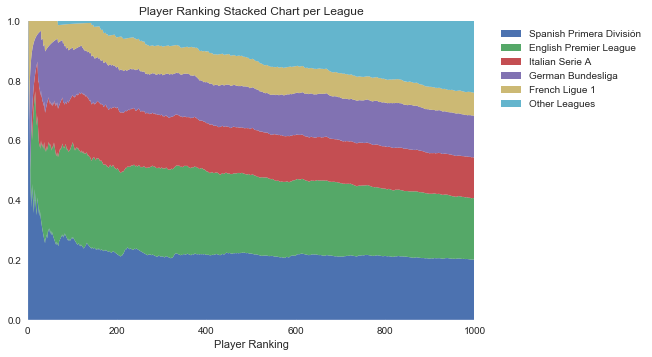 Player Ranking Stacked Chart per League
1.0
0.8
0.6
0.4
0.2
0.0
0
200
400
600
800
1000
Player Ranking
Spanish Primera División
English Premier League
Italian Serie A
German Bundesliga
French Ligue 1
Other Leagues